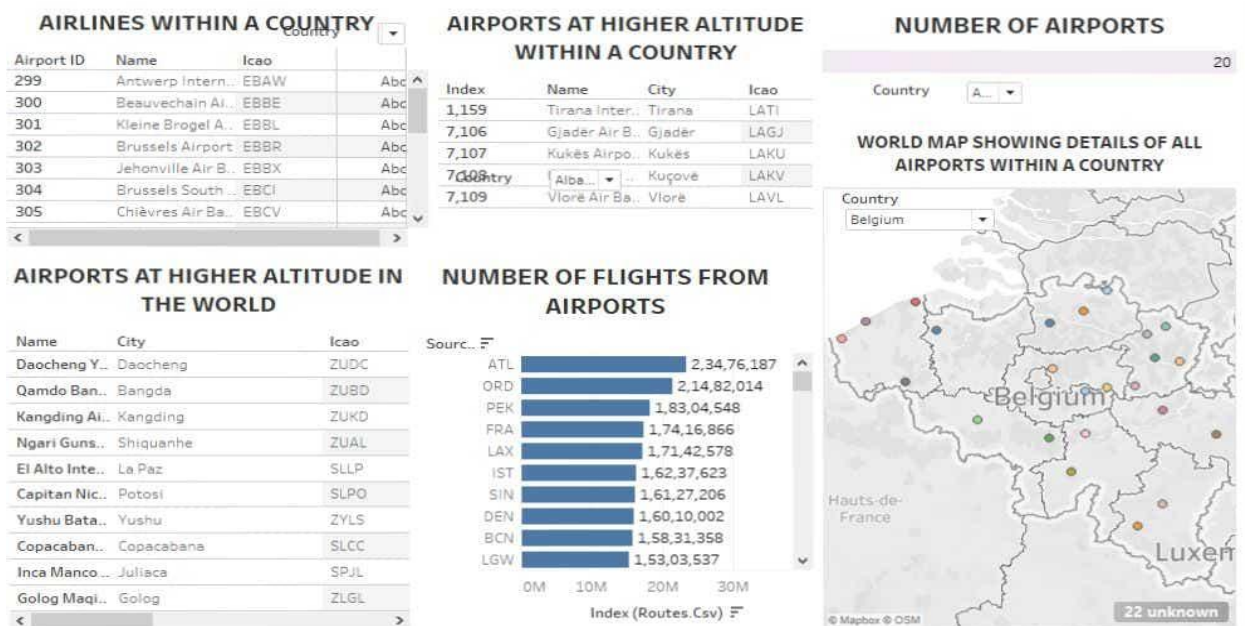 AIRLINES WITHIN A COUNTRY
Country
Airport ID Name Icao
299 Antwerp Intern.. EBAW Abc
300 Beauvechain Ai.. EBBE Abc
301 Kleine Brogel A.. EBBL Abc
302 Brussels Airport EBBR Abc
303 Jehonville Air B.. EBBX Abc
304 Brussels South .. EBCI Abc
305 Chièvres Air Ba.. EBCV Abc
AIRPORTS AT HIGHER ALTITUDE
WITHIN A COUNTRY
Index Name City Icao
1,159 Tirana Inter.. Tirana LATI
7,106 Gjadër Air B.. Gjadër LAGJ
7,107 Kukës Airpo.. Kukës LAKU
7,108 Kuçovë LAKV
Country Alba...
7,109 Vlorë Air Ba.. Vlorë LAVL
NUMBER OF AIRPORTS
20
Country A...
WORLD MAP SHOWING DETAILS OF ALL
AIRPORTS WITHIN A COUNTRY
Country
Belgium
Belgium
Hauts-de-
France
Luxem
22 unknown
© Mapbox © OSM
AIRPORTS AT HIGHER ALTITUDE IN
THE WORLD
Name City Icao
Daocheng Y.. Daocheng ZUDC
Qamdo Ban.. Bangda ZUBD
Kangding Ai.. Kangding ZUKD
Ngari Guns.. Shiquanhe ZUAL
El Alto Inte.. La Paz SLLP
Capitan Nic.. Potosi SLPO
Yushu Bata.. Yushu ZYLS
Copacaban.. Copacabana SLCC
Inca Manco .. Juliaca SPJL
Golog Maqi.. Golog ZLGL
NUMBER OF FLIGHTS FROM
AIRPORTS
Sourc..
ATL 2,34,76,187
ORD 2,14,82,014
PEK 1,83,04,548
FRA 1,74,16,866
LAX 1,71,42,578
IST 1,62,37,623
SIN 1,61,27,206
DEN 1,60,10,002
BCN 1,58,31,358
LGW 1,53,03,537
0M 10M 20M 30M
Index (Routes.Csv)